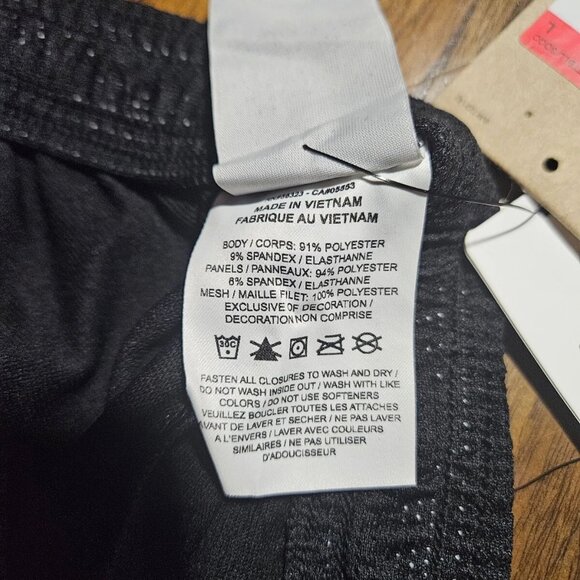 CA#05553
MADE IN VIETNAM
FABRIQUE AU VIETNAM
BODY / CORPS: 91% POLYESTER
9% SPANDEX / ELASTHANNE
PANELS / PANNEAUX: 94% POLYESTER
6% SPANDEX / ELASTHANNE
MESH / MAILLE FILET: 100% POLYESTER
EXCLUSIVE OF DECORATION /
DECORATION NON COMPRISE
30C
FASTEN ALL CLOSURES TO WASH AND DRY /
DO NOT WASH INSIDE OUT / WASH WITH LIKE
COLORS / DO NOT USE SOFTENERS
VEUILLEZ BOUCLER TOUTES LES ATTACHES
AVANT DE LAVER ET SECHER / NE PAS LAVER
A L'ENVERS / LAVER AVEC COULEURS
SIMILAIRES / NE PAS UTILISER
D'ADOUCISSEUR
L